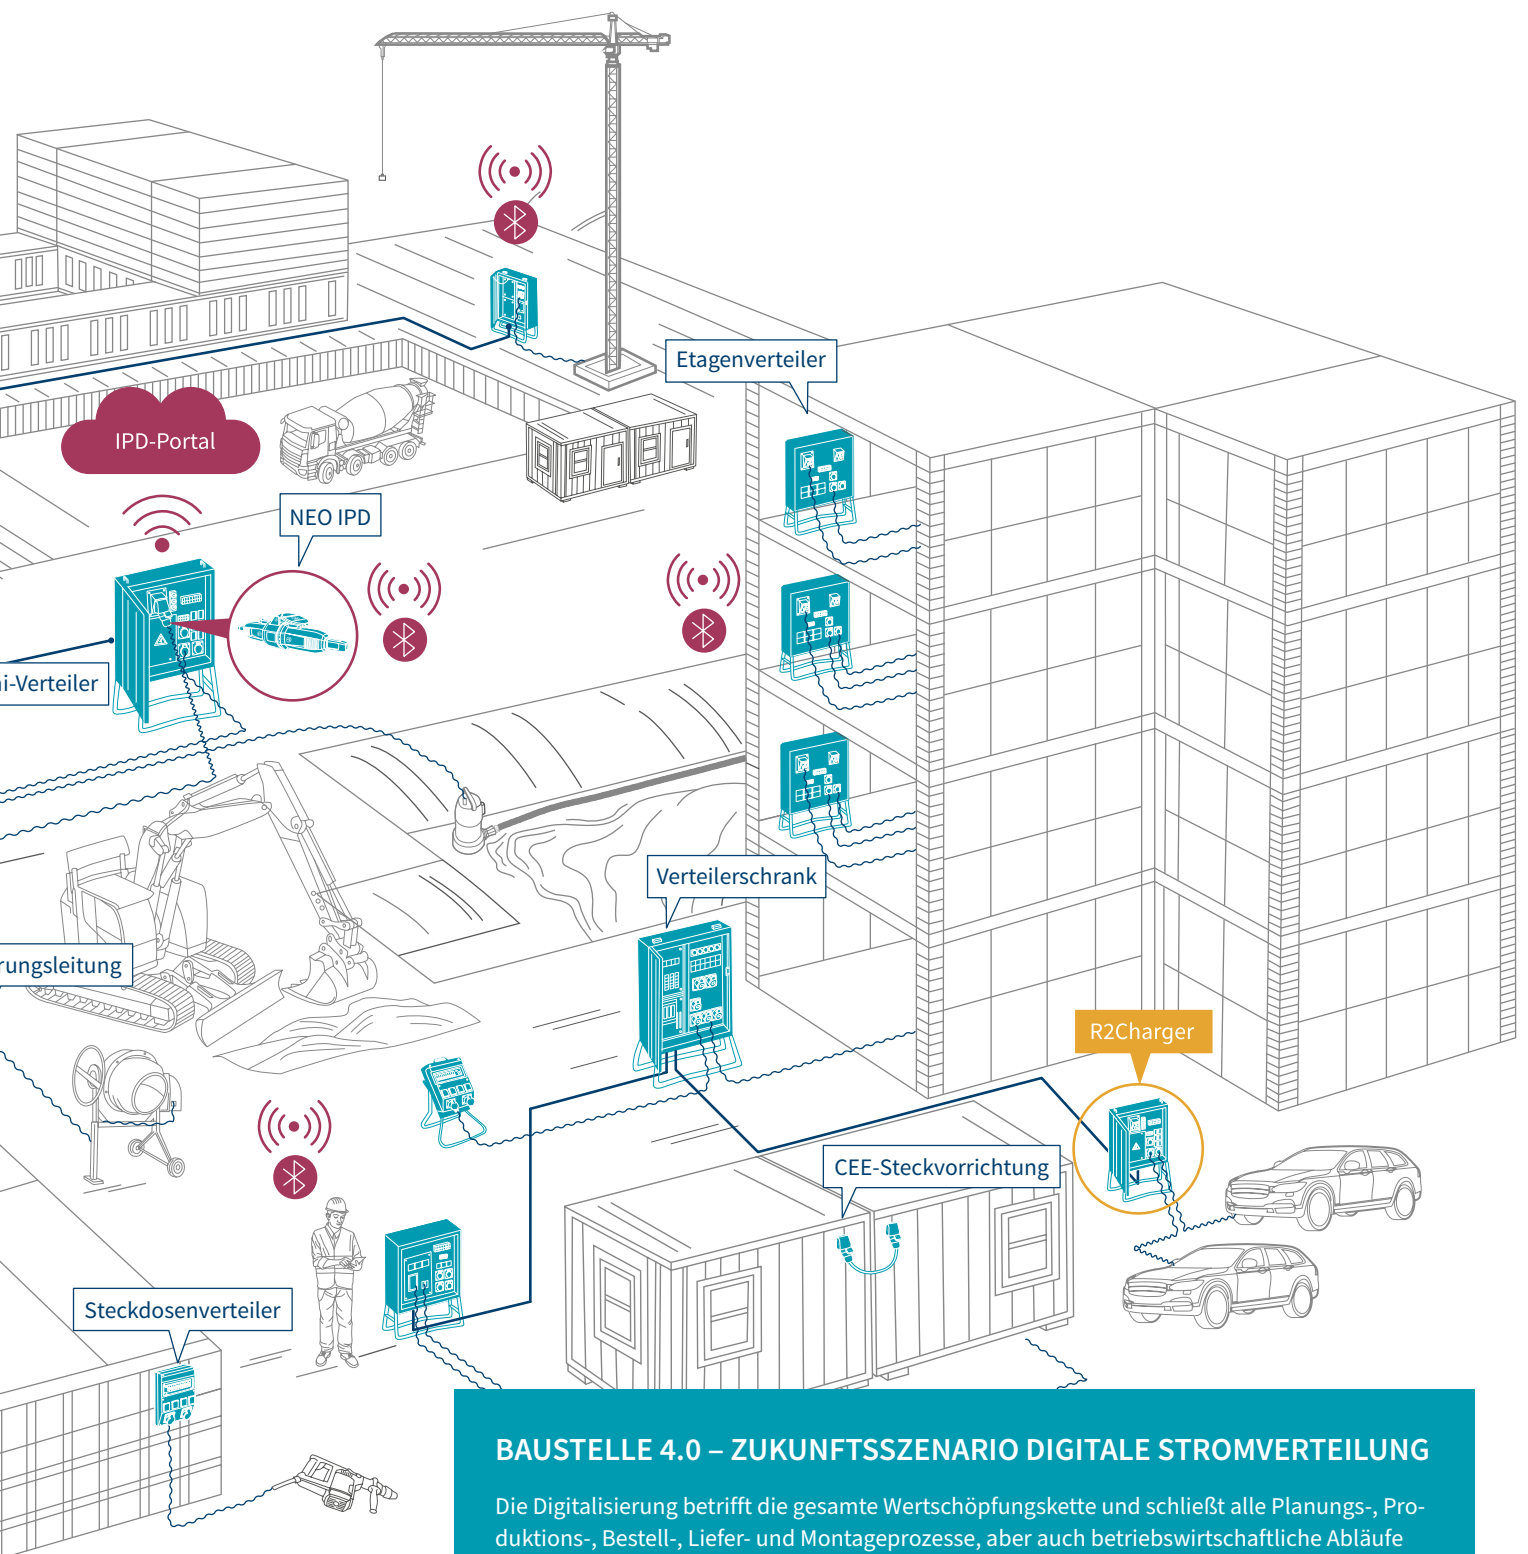 Etagenverteiler
IPD-Portal
NEO IPD
i-Verteiler
Verteilerschrank
rungsleitung
R2Charger
CEE-Steckvorrichtung
Steckdosenverteiler
BAUSTELLE 4.0 – ZUKUNFTSSZENARIO DIGITALE STROMVERTEILUNG
Die Digitalisierung betrifft die gesamte Wertschöpfungskette und schließt alle Planungs-, Pro-
duktions-, Bestell-, Liefer- und Montageprozesse, aber auch betriebswirtschaftliche Abläufe